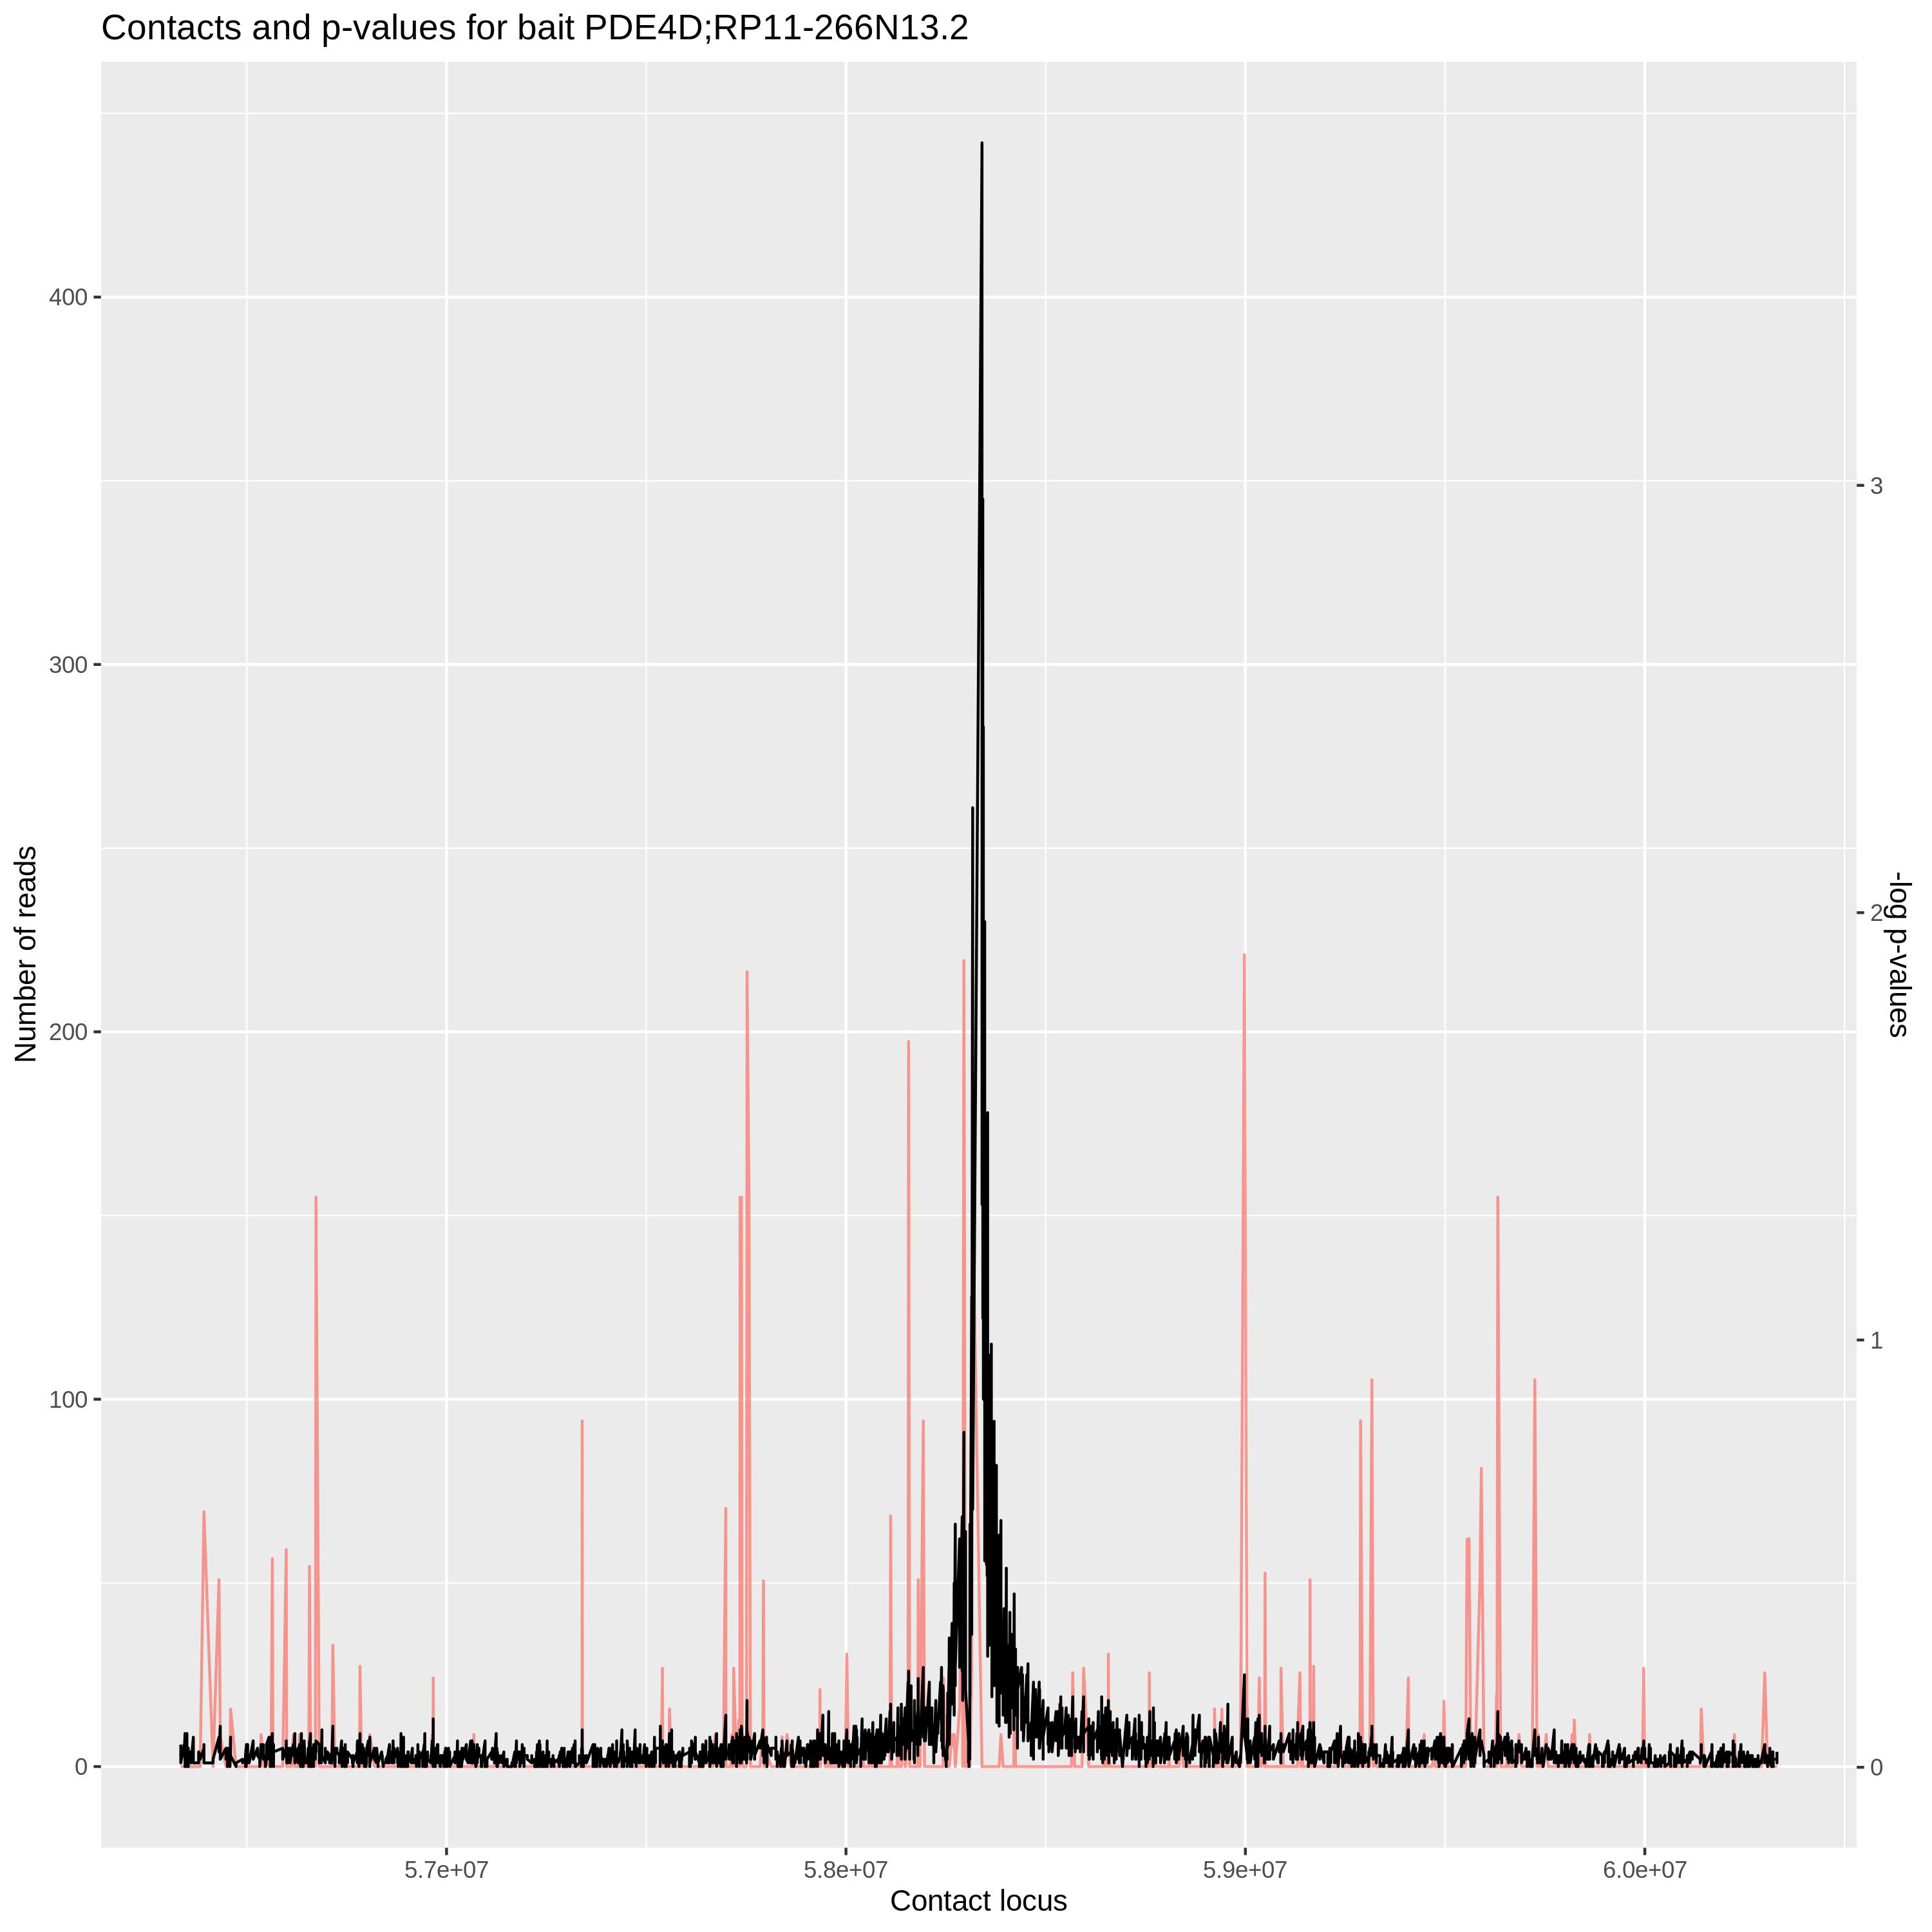 Contacts and p-values for bait PDE4D;RP11-266N13.2
Number of reads
400
300
200
100
0
3
2
1
0
-log p-values
5.7e+07
5.8e+07
5.9e+07
6.0e+07
Contact locus